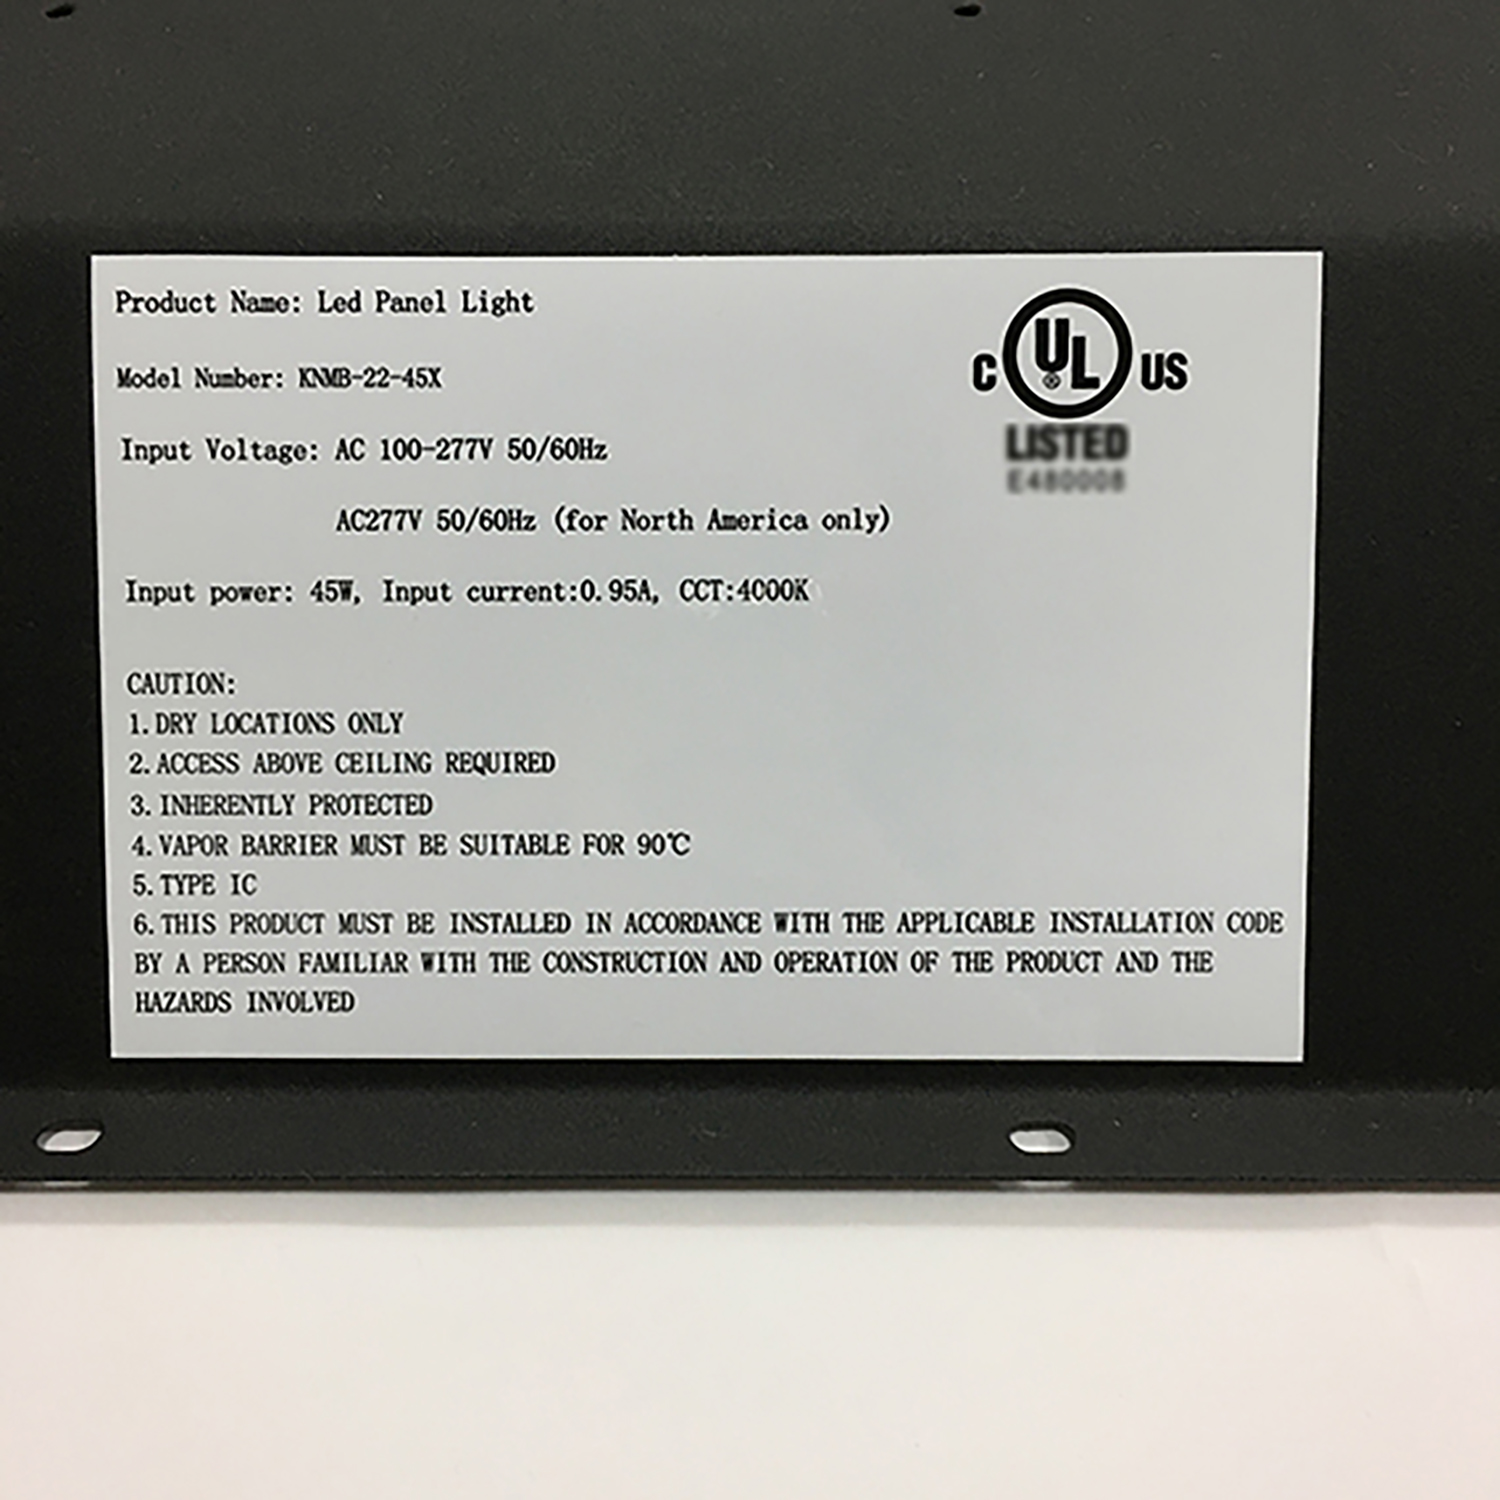 Product Name: Led Panel Light
C UL US
Model Number: KNMB-22-45X
LISTED
Input Voltage: AC 100-277V 50/60Hz
E480008
AC277V 50/60Hz (for North America only)
Input power: 45W, Input current:0.95A, CCT:4000K
CAUTION:
1. DRY LOCATIONS ONLY
2. ACCESS ABOVE CEILING REQUIRED
3. INHERENTLY PROTECTED
4. VAPOR BARRIER MUST BE SUITABLE FOR 90℃
5. TYPE IC
6. THIS PRODUCT MUST BE INSTALLED IN ACCORDANCE WITH THE APPLICABLE INSTALLATION CODE
BY A PERSON FAMILIAR WITH THE CONSTRUCTION AND OPERATION OF THE PRODUCT AND THE
HAZARDS INVOLVED